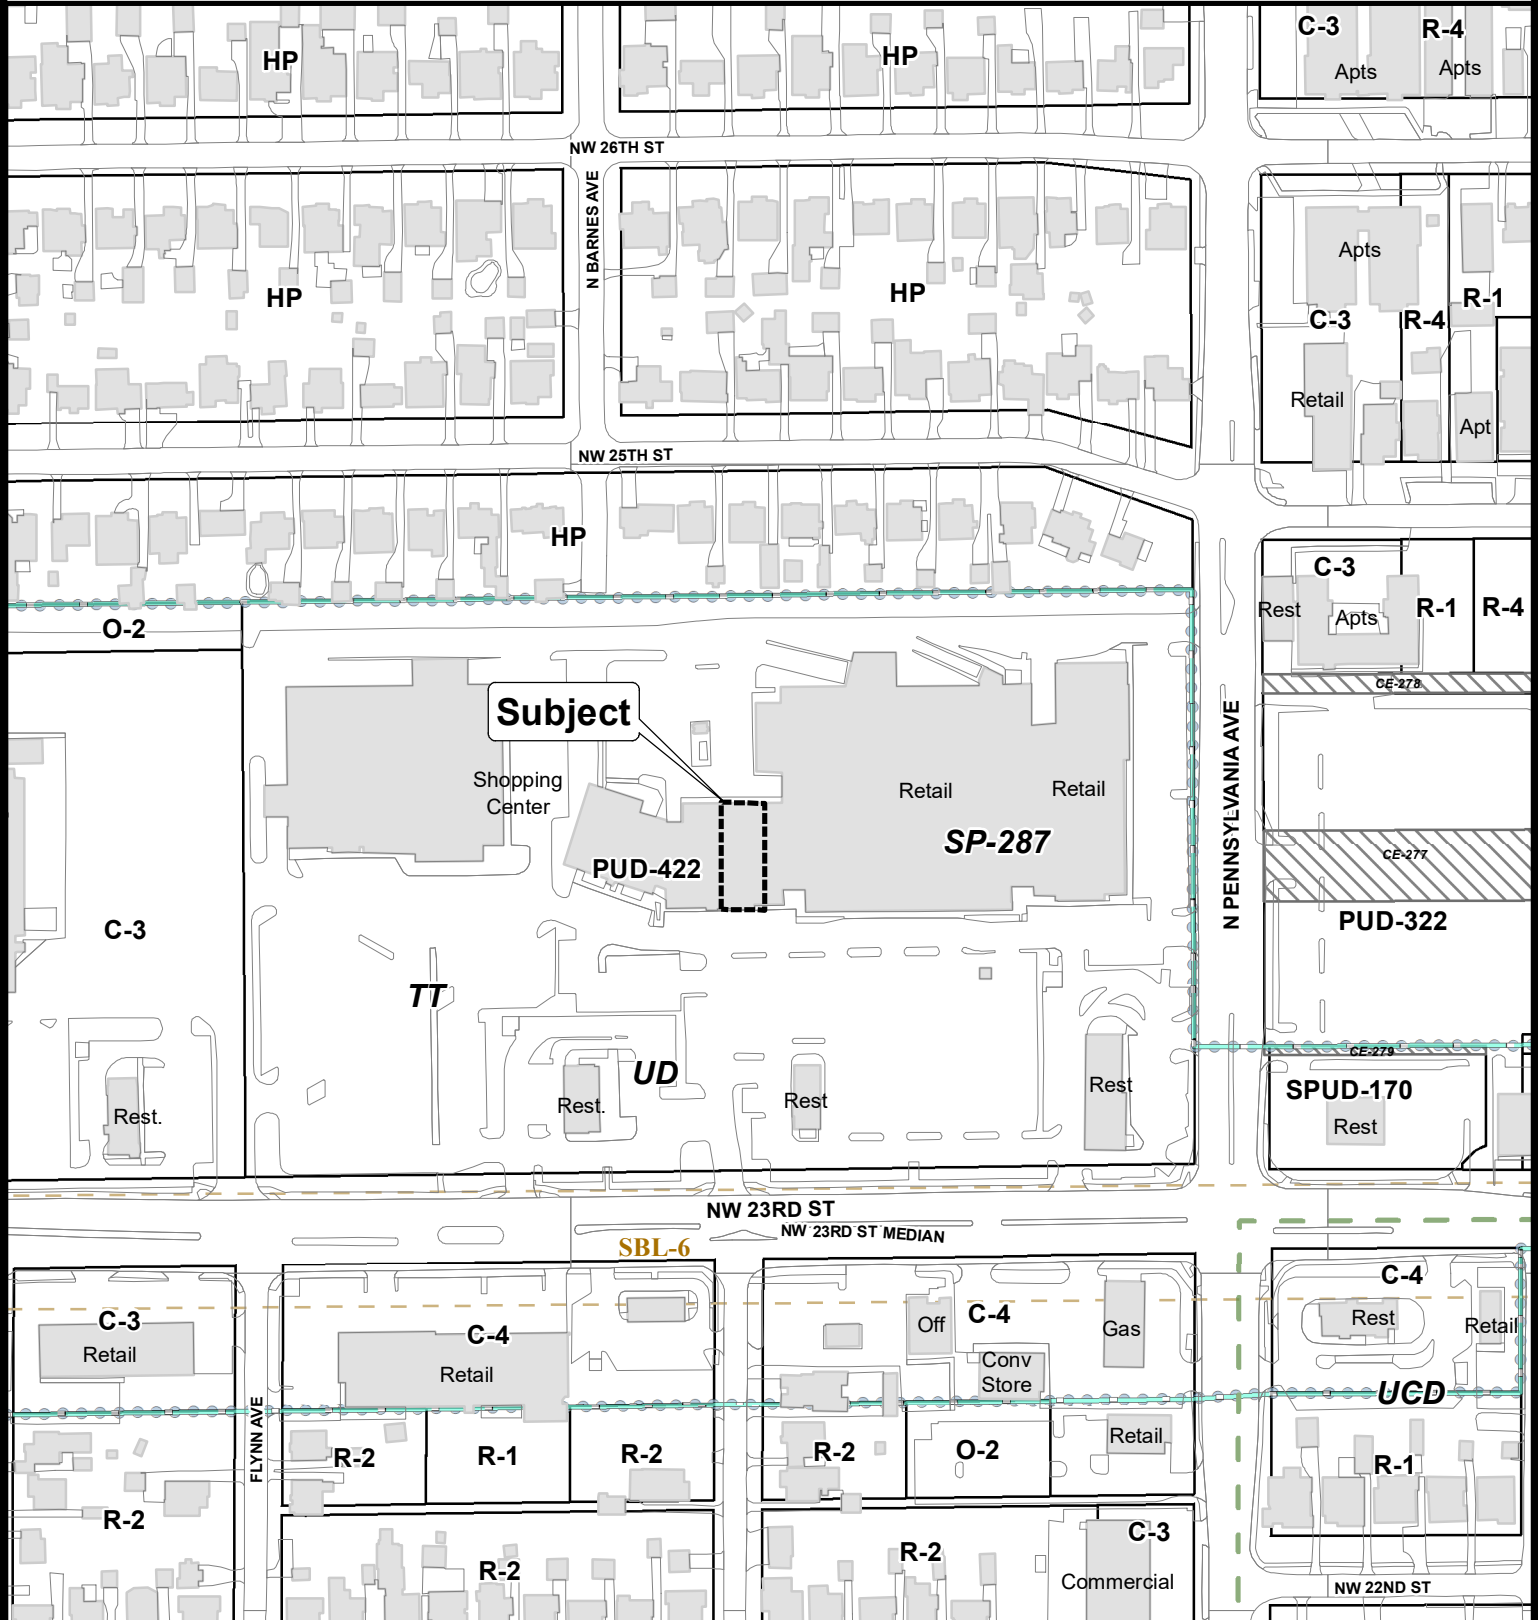 C-3
R-4
HP
HP
Apts
Apts
NW 26TH ST
N BARNES AVE
Apts
HP
HP
R-1
C-3
R-4
Retail
Apt
NW 25TH ST
HP
C-3
Rest
Apts
R-1
R-4
O-2
CE-278
Subject
N PENNSYLVANIA AVE
Shopping
Center
Retail
Retail
SP-287
CE-277
PUD-422
PUD-322
C-3
TT
CE-279
UD
Rest
SPUD-170
Rest.
Rest.
Rest
Rest
NW 23RD ST
NW 23RD ST MEDIAN
SBL-6
C-4
C-3
C-4
Off
C-4
Gas
Rest
Retail
Retail
Retail
Conv
Store
UCD
FLYNN AVE
R-2
R-1
R-2
R-2
O-2
Retail
R-1
R-2
C-3
R-2
R-2
Commercial
NW 22ND ST